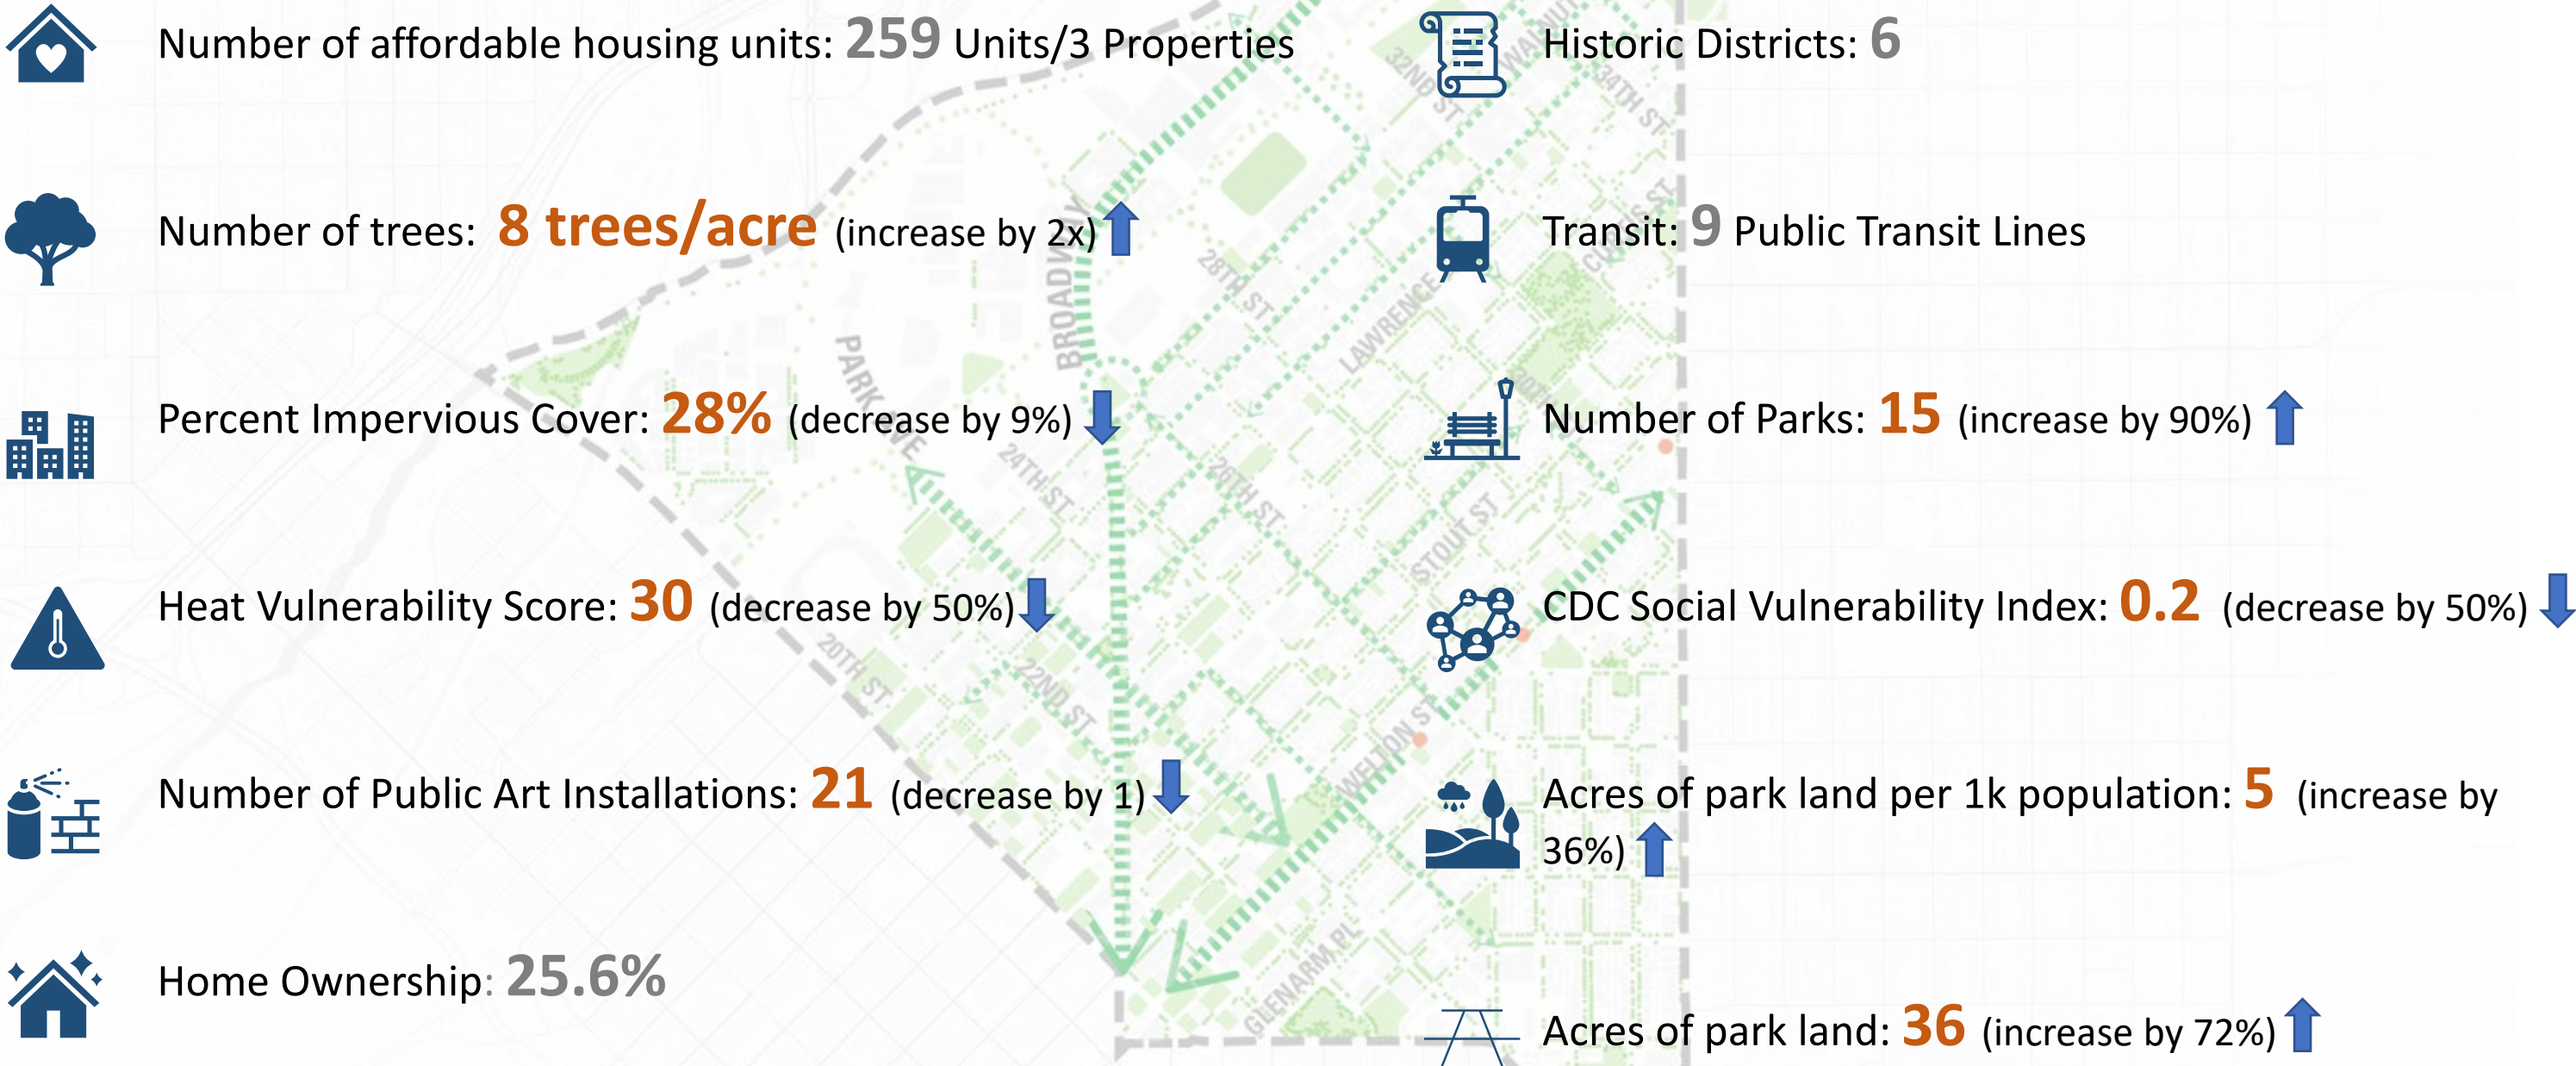 Number of affordable housing units: 259 Units/3 Properties
Number of trees: 8 trees/acre (increase by 2x)
Percent Impervious Cover: 28% (decrease by 9%)
Heat Vulnerability Score: 30 (decrease by 50%)
Number of Public Art Installations: 21 (decrease by 1)
Home Ownership: 25.6%
Historic Districts: 6
Transit: 9 Public Transit Lines
Number of Parks: 15 (increase by 90%)
CDC Social Vulnerability Index: 0.2 (decrease by 50%)
Acres of park land per 1k population: 5 (increase by
36%)
Acres of park land: 36 (increase by 72%)
32ND ST
WALNUT
34TH ST
BROADWAY
28TH ST
LAWRENCE
CURTIS ST
PARK AVE
24TH ST
26TH ST
30TH
STOUT ST
20TH ST
22ND ST
WELTON ST
GLENARM PL